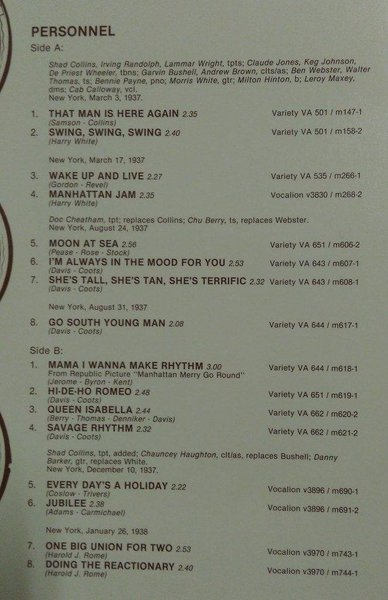 PERSONNEL
Side A:
Shad Collins, Irving Randolph, Lammar Wright, tpts; Claude Jones, Keg Johnson,
De Priest Wheeler, tbns: Garvin Bushell, Andrew Brown, clts/as; Ben Webster, Walter
Thomas, ts; Bennie Payne, pno; Morris White, gtr; Milton Hinton, b; Leroy Maxey,
dms; Cab Calloway, vcl.
New York, March 3, 1937.
1. THAT MAN IS HERE AGAIN 2.35 Variety VA 501 / m147-1
(Samson - Collins)
2. SWING, SWING, SWING 2.40 Variety VA 501 / m158-2
(Harry White)
New York, March 17, 1937
3. WAKE UP AND LIVE 2.27 Variety VA 535 / m266-1
(Gordon - Revel)
4. MANHATTAN JAM 2.35 Vocalion v3830 / m268-2
(Harry White)
Doc Cheatham, tpt; replaces Collins; Chu Berry, ts, replaces Webster.
New York, August 24, 1937
5. MOON AT SEA 2.56 Variety VA 651 / m606-2
(Pease - Rose - Stock)
6. I'M ALWAYS IN THE MOOD FOR YOU 2.53 Variety VA 643 / m607-1
(Davis - Coots)
7. SHE'S TALL, SHE'S TAN, SHE'S TERRIFIC 2.32 Variety VA 643 / m608-1
(Davis - Coots)
New York, August 31, 1937
8. GO SOUTH YOUNG MAN 2.08 Variety VA 644 / m617-1
(Davis - Coots)
Side B:
1. MAMA I WANNA MAKE RHYTHM 3.00 Variety VA 644 / m618-1
From Republic Picture "Manhattan Merry Go Round"
(Jerome - Byron - Kent)
2. HI-DE-HO ROMEO 2.48 Variety VA 651 / m619-1
(Davis - Coots)
3. QUEEN ISABELLA 2.44 Variety VA 662 / m620-2
(Berry - Thomas - Denniker - Davis)
4. SAVAGE RHYTHM 2.32 Variety VA 662 / m621-2
(Davis - Coots)
Shad Collins, tpt, added; Chauncey Haughton, clt/as, replaces Bushell; Danny
Barker, gtr, replaces White.
New York, December 10, 1937.
5. EVERY DAY'S A HOLIDAY 2.22 Vocalion v3896 / m690-1
(Coslow - Trivers)
6. JUBILEE 2.38 Vocalion v3896 / m691-2
(Adams - Carmichael)
New York, January 26, 1938
7. ONE BIG UNION FOR TWO 2.53 Vocalion v3970 / m743-1
(Harold J. Rome)
8. DOING THE REACTIONARY 2.40 Vocalion v3970 / m744-1
(Harold J. Rome)